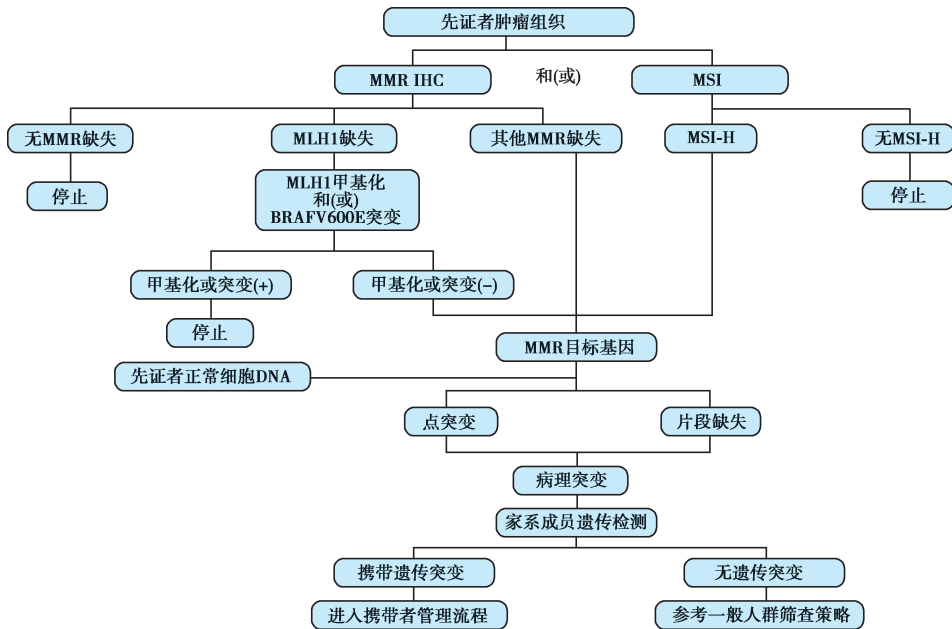 先证者肿瘤组织
MMR IHC
和(或)
MSI
无MMR缺失
MLH1缺失
其他MMR缺失
MSI-H
无MSI-H
停止
MLH1甲基化
和(或)
BRAFV600E突变
停止
甲基化或突变(+)
甲基化或突变(-)
停止
MMR目标基因
先证者正常细胞DNA
点突变
片段缺失
病理突变
家系成员遗传检测
携带遗传突变
无遗传突变
进入携带者管理流程
参考一般人群筛查策略